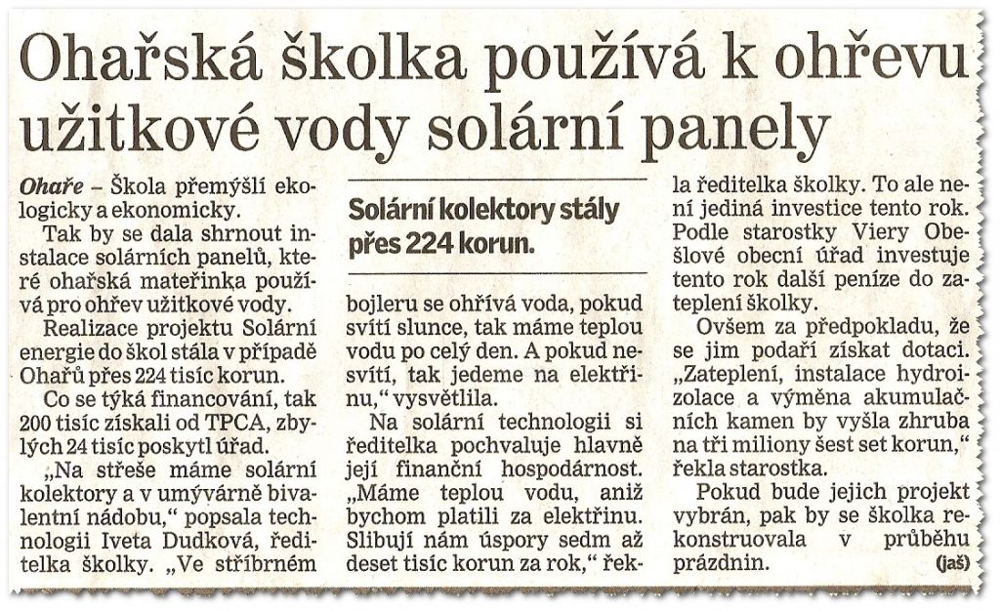 Ohařská školka používá k ohřevu
užitkové vody solární panely
Ohaře – Škola přemýšlí eko-
logicky a ekonomicky.
Tak by se dala shrnout in-
stalace solárních panelů, kte-
ré ohařská mateřinka použí-
vá pro ohřev užitkové vody.
Realizace projektu Solární
energie do škol stála v případě
Ohařů přes 224 tisíc korun.
Co se týká financování, tak
200 tisíc získali od TPCA, zby-
lých 24 tisíc poskytl úřad.
„Na střeše máme solární
kolektory a v umývárně biva-
lentní nádobu,“ popsala tech-
nologii Iveta Dudková, ředi-
telka školky. „Ve stříbrném
Solární kolektory stály
přes 224 korun.
bojleru se ohřívá voda, pokud
svítí slunce, tak máme teplou
vodu po celý den. A pokud ne-
svítí, tak jedeme na elektři-
nu,“ vysvětlila.
Na solární technologii si
ředitelka pochvaluje hlavně
její finanční hospodárnost.
„Máme teplou vodu, aniž
bychom platili za elektřinu.
Slibují nám úspory sedm až
deset tisíc korun za rok,“ řek-
la ředitelka školky. To ale ne-
ní jediná investice tento rok.
Podle starostky Viery Obe-
šlové obecní úřad investuje
tento rok další peníze do za-
teplení školky.
Ovšem za předpokladu, že
se jim podaří získat dotaci.
„Zateplení, instalace hydroi-
zolace a výměna akumulač-
ních kamen by vyšla zhruba
na tři miliony šest set korun,“
řekla starostka.
Pokud bude jejich projekt
vybrán, pak by se školka re-
konstruovala v průběhu
prázdnin. (jaš)